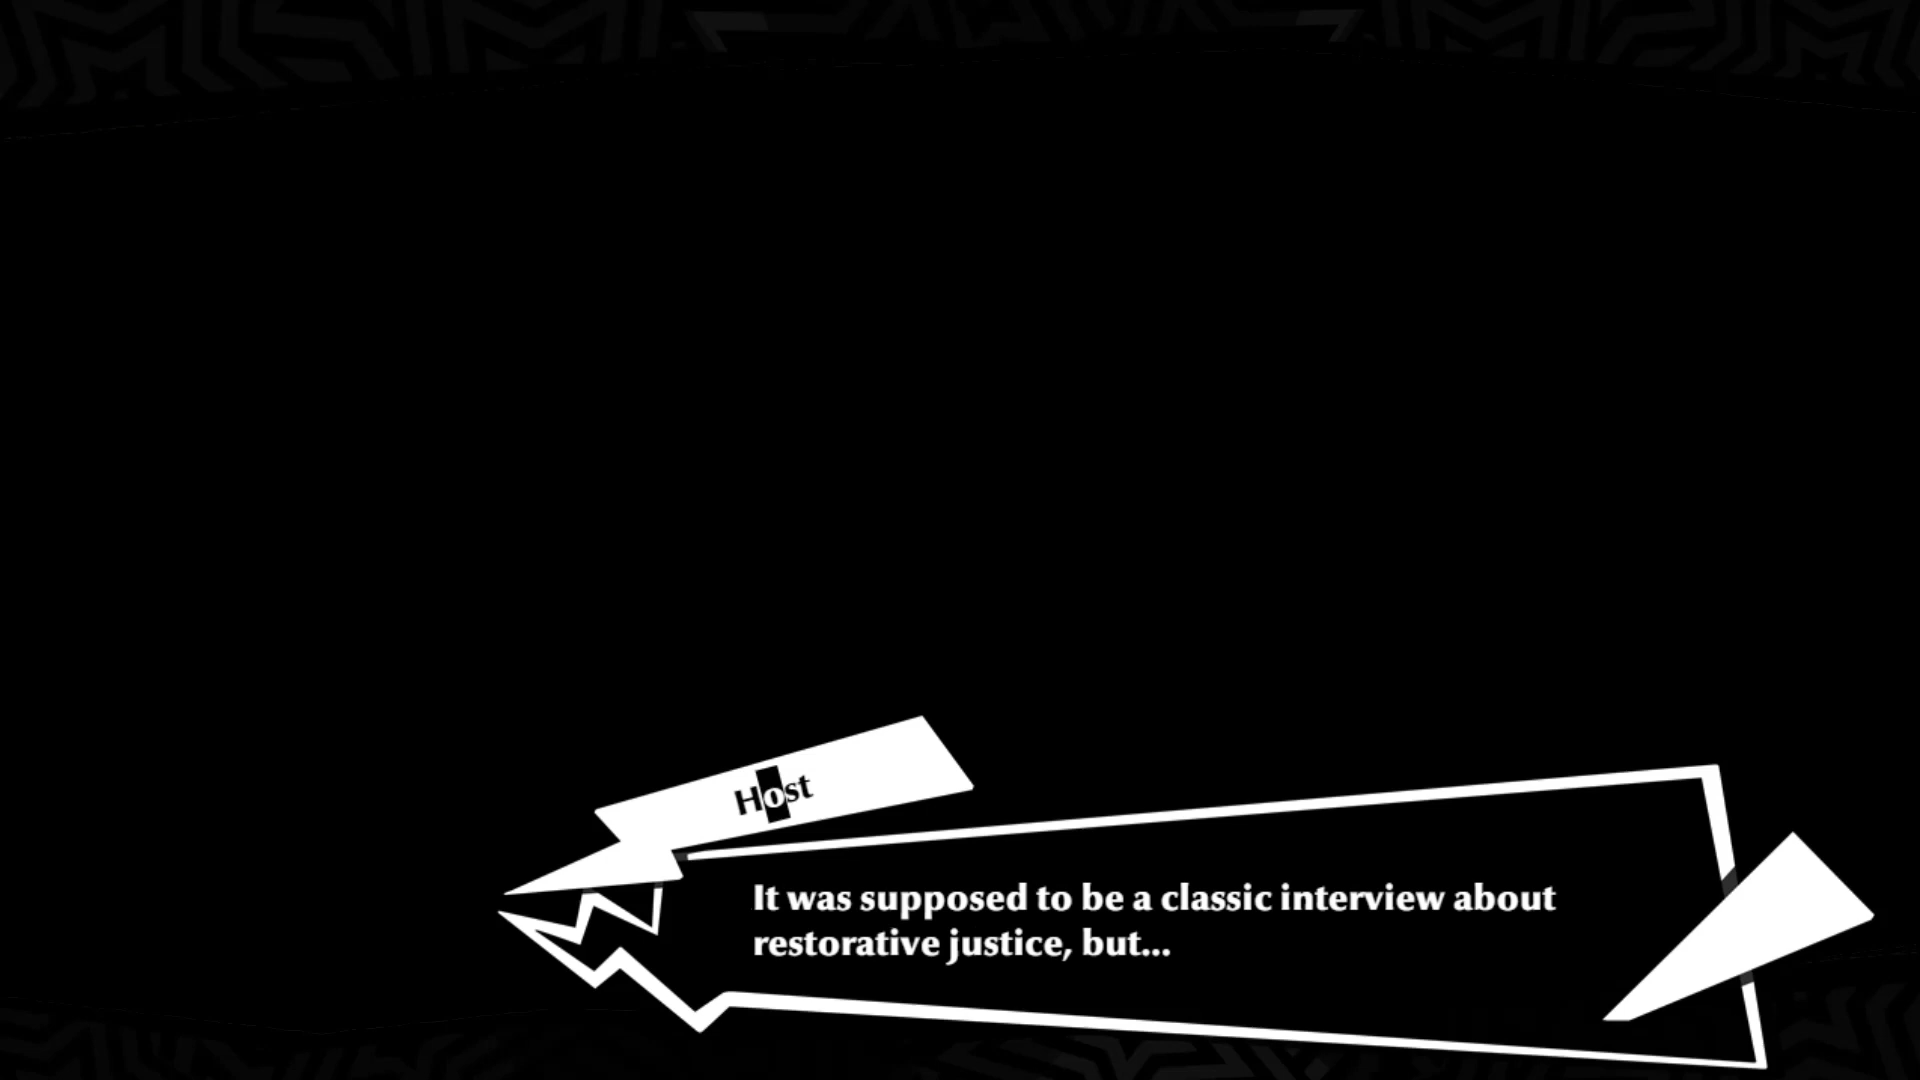 Host
It was supposed to be a classic interview about
restorative justice, but...